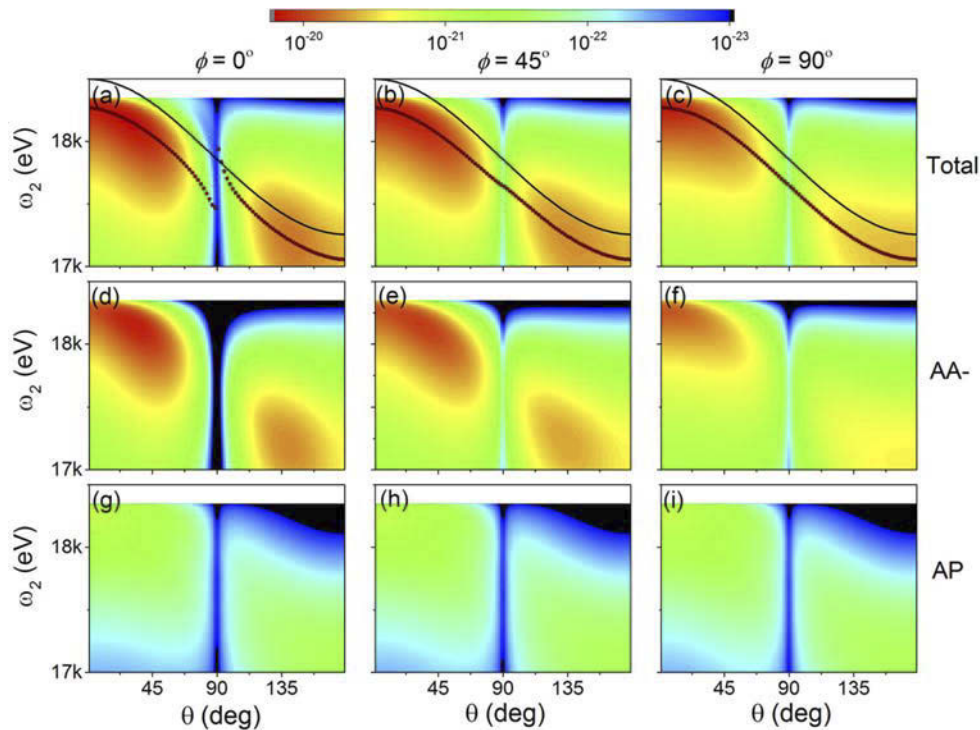 10⁻²⁰ 10⁻²¹ 10⁻²² 10⁻²³
ϕ = 0° ϕ = 45° ϕ = 90°
(a) (b) (c)
18k
ω₂ (eV)
Total
17k
(d) (e) (f)
18k
ω₂ (eV)
AA-
17k
(g) (h) (i)
18k
ω₂ (eV)
AP
17k
45 90 135 45 90 135 45 90 135
θ (deg) θ (deg) θ (deg)